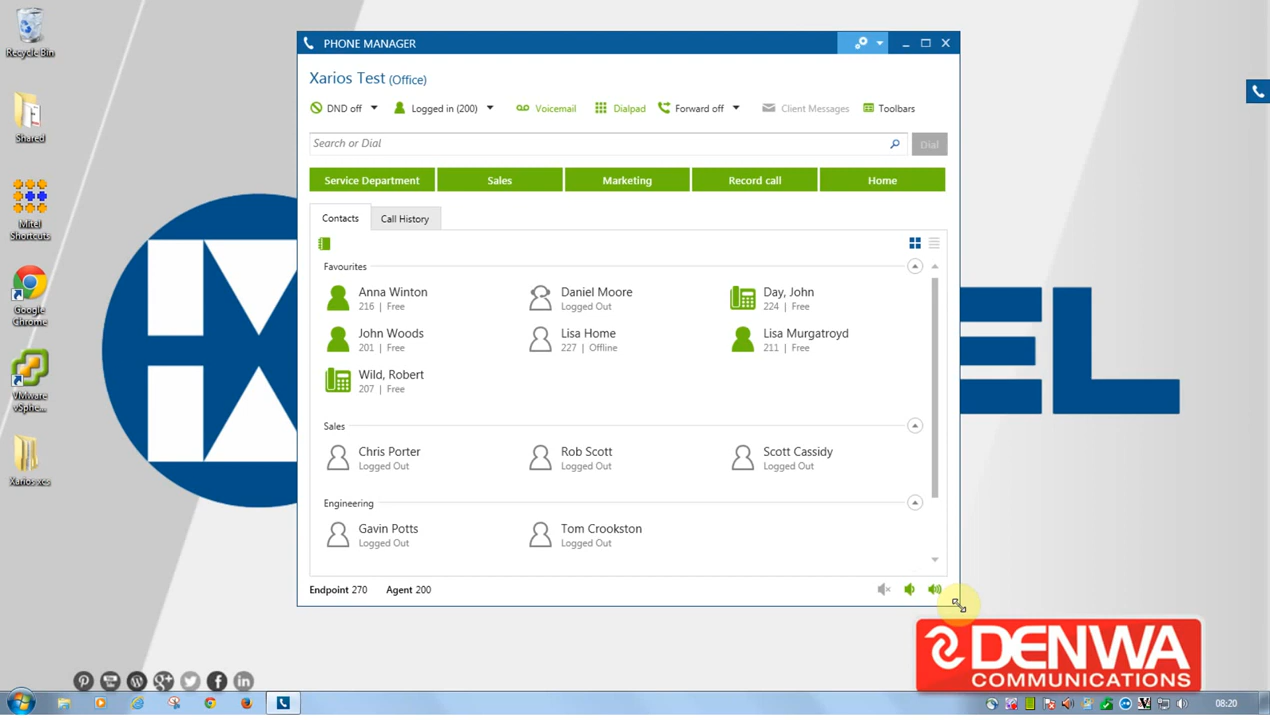 Recycle Bin
Shared
Mitel
Shortcuts
Google
Chrome
VMware
vSphe...
Xarios xcs
PHONE MANAGER
Xarios Test (Office)
DND off
Logged in (200)
Voicemail
Dialpad
Forward off
Client Messages
Toolbars
Search or Dial
Dial
Service Department
Sales
Marketing
Record call
Home
Contacts
Call History
Favourites
Anna Winton
216 | Free
Daniel Moore
Logged Out
Day, John
224 | Free
John Woods
201 | Free
Lisa Home
227 | Offline
Lisa Murgatroyd
211 | Free
Wild, Robert
207 | Free
Sales
Chris Porter
Logged Out
Rob Scott
Logged Out
Scott Cassidy
Logged Out
Engineering
Gavin Potts
Logged Out
Tom Crookston
Logged Out
Endpoint 270
Agent 200
EL
DENWA
COMMUNICATIONS
08:20